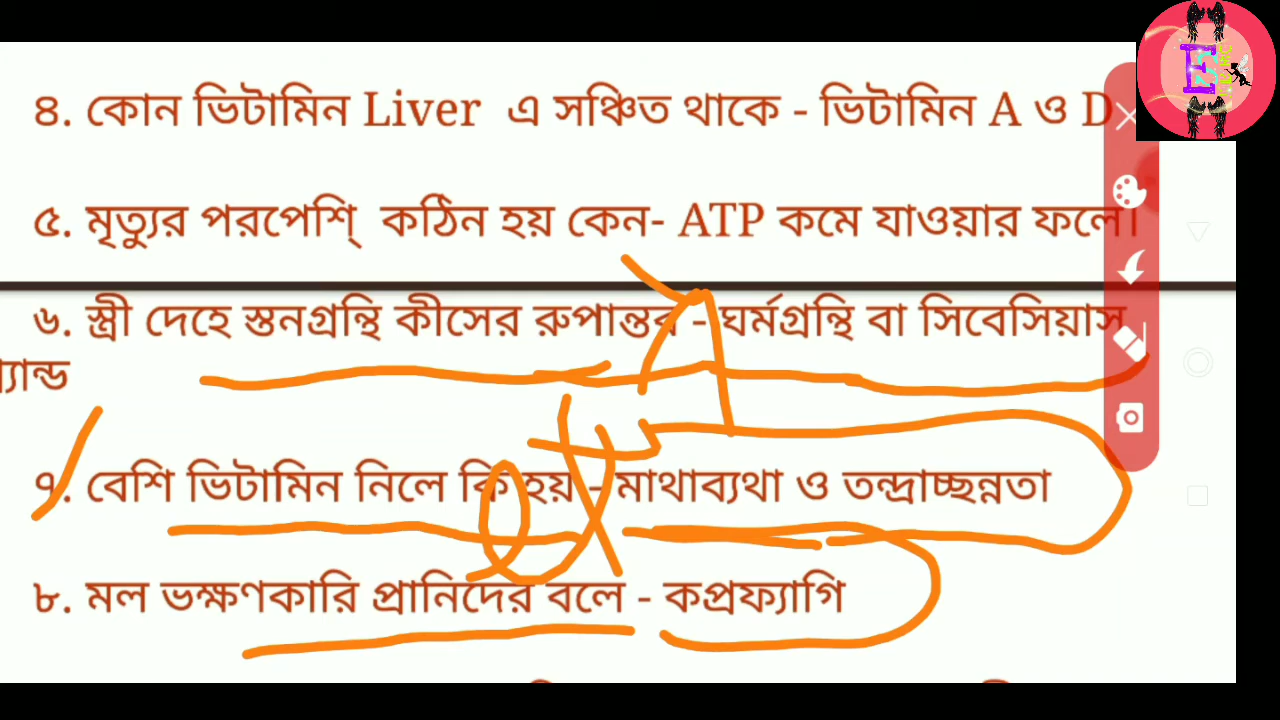 ৪. কোন ভিটামিন Liver এ সঞ্চিত থাকে - ভিটামিন A ও D
৫. মৃত্যুর পরপেশি্ কঠিন হয় কেন- ATP কমে যাওয়ার ফলে।
৬. স্ত্রী দেহে স্তনগ্রন্থি কীসের রুপান্তর - ঘর্মগ্রন্থি বা সিবেসিয়াস
্যান্ড
৭. বেশি ভিটামিন নিলে কি হয় - মাথাব্যথা ও তন্দ্রাচ্ছন্নতা
৮. মল ভক্ষণকারি প্রানিদের বলে - কপ্রফ্যাগি